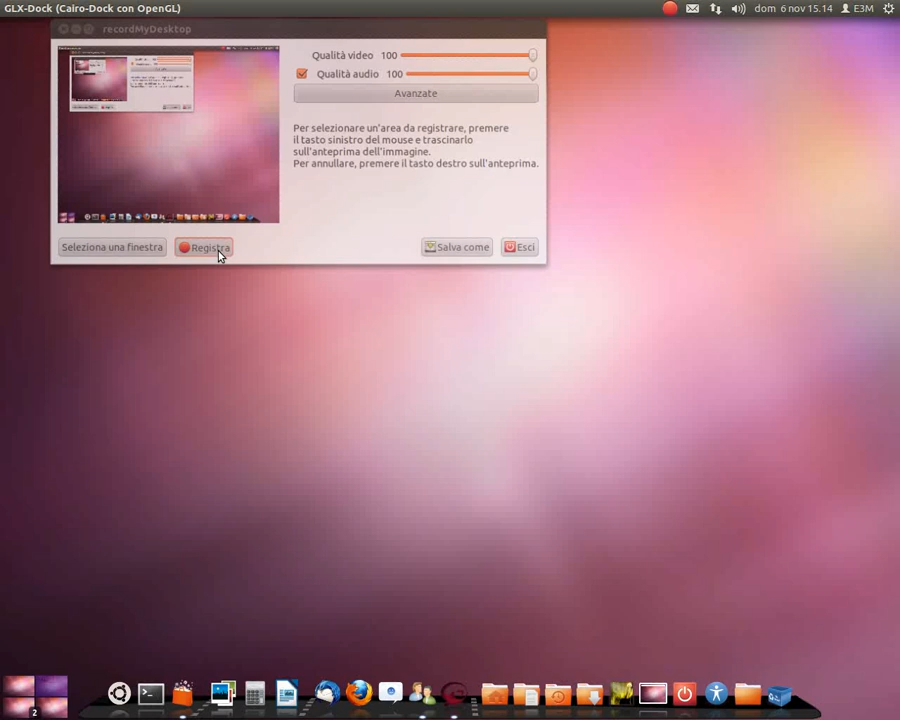 GLX-Dock (Cairo-Dock con OpenGL)
dom 6 nov 15.14
E3M
recordMyDesktop
Qualità video 100
Qualità audio 100
Avanzate
Per selezionare un'area da registrare, premere
il tasto sinistro del mouse e trascinarlo
sull'anteprima dell'immagine.
Per annullare, premere il tasto destro sull'anteprima.
Seleziona una finestra
Registra
Salva come
Esci
2